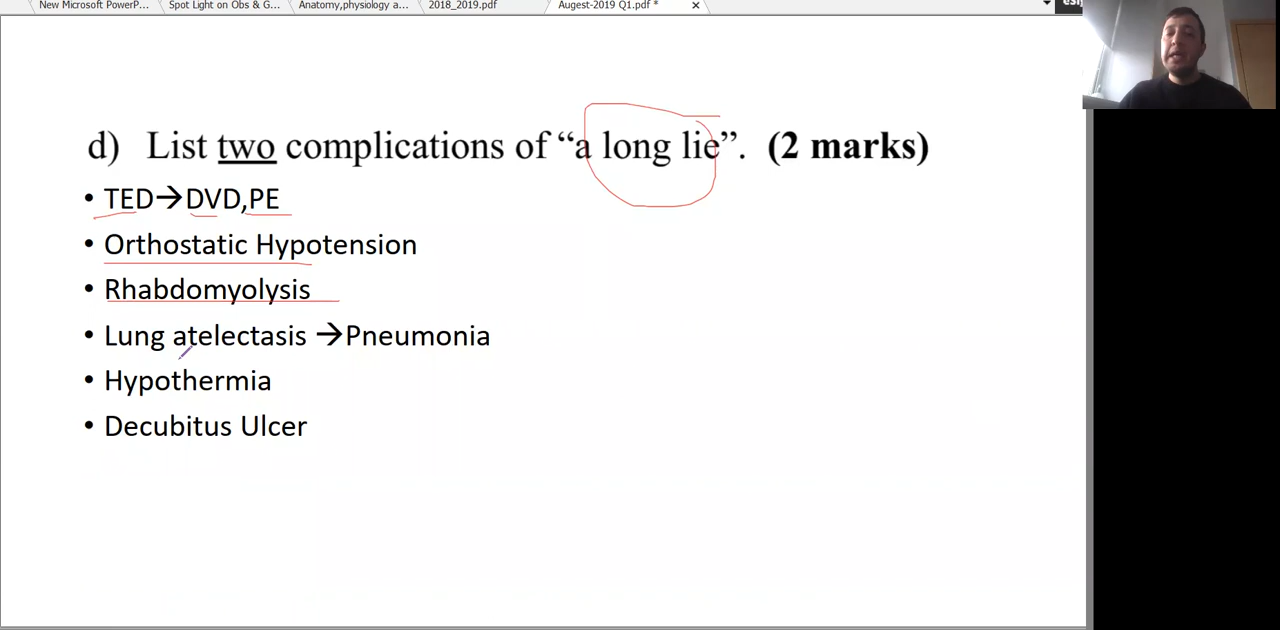 New Microsoft PowerP... Spot Light on Obs & G... Anatomy,physiology a... 2018_2019.pdf Augest-2019 Q1.pdf *
d) List two complications of “a long lie”. (2 marks)
• TED→DVD,PE
• Orthostatic Hypotension
• Rhabdomyolysis
• Lung atelectasis →Pneumonia
• Hypothermia
• Decubitus Ulcer